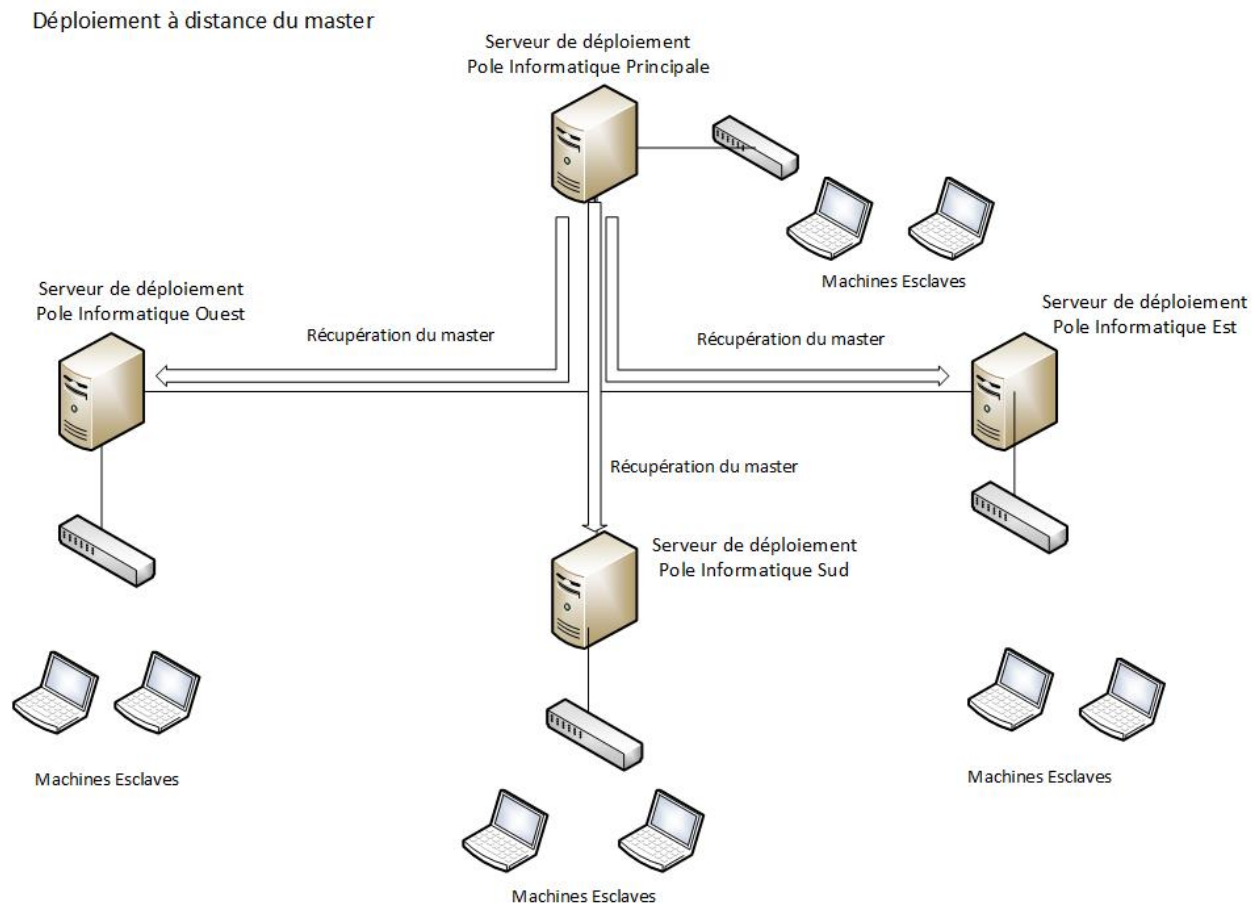 Déploiement à distance du master
Serveur de déploiement
Pole Informatique Principale
Machines Esclaves
Serveur de déploiement
Pole Informatique Ouest
Serveur de déploiement
Pole Informatique Est
Récupération du master
Récupération du master
Récupération du master
Serveur de déploiement
Pole Informatique Sud
Machines Esclaves
Machines Esclaves
Machines Esclaves